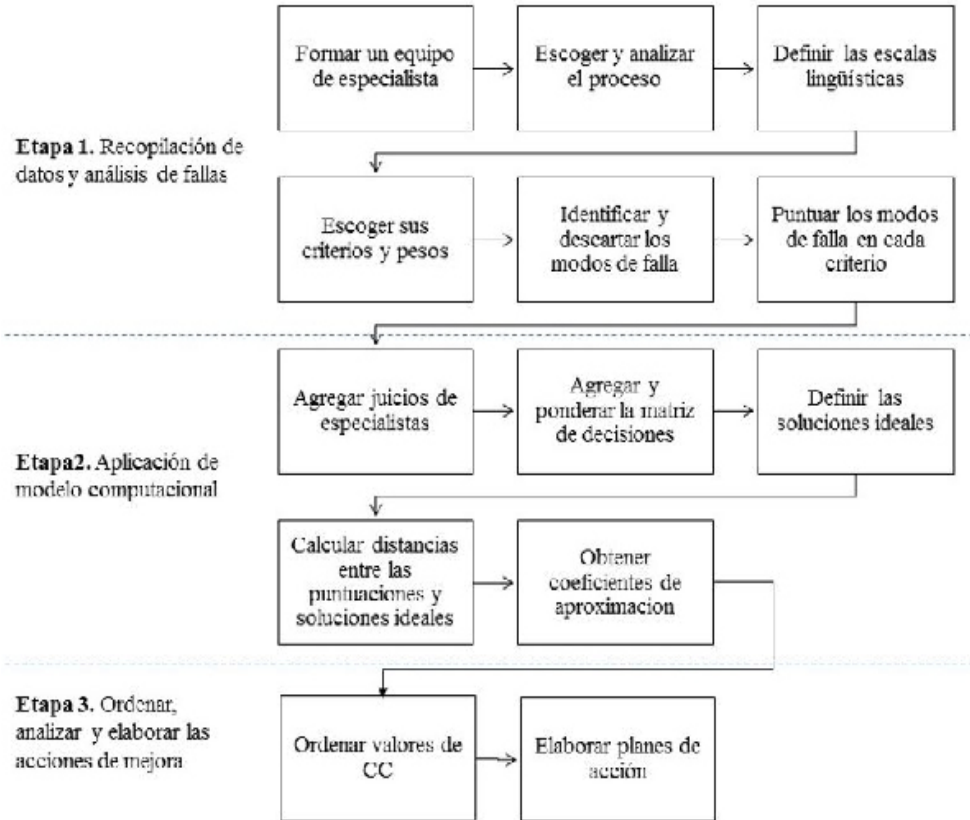 Formar un equipo
de especialista
Escoger y analizar
el proceso
Definir las escalas
lingüísticas
Etapa 1. Recopilación de
datos y análisis de fallas
Escoger sus
criterios y pesos
Identificar y
descartar los
modos de falla
Puntuar los modos
de falla en cada
criterio
Agregar juicios de
especialistas
Agregar y
ponderar la matriz
de decisiones
Definir las
soluciones ideales
Etapa2. Aplicación de
modelo computacional
Calcular distancias
entre las
puntuaciones y
soluciones ideales
Obtener
coeficientes de
aproximacion
Etapa 3. Ordenar,
analizar y elaborar las
acciones de mejora
Ordenar valores de
CC
Elaborar planes de
acción